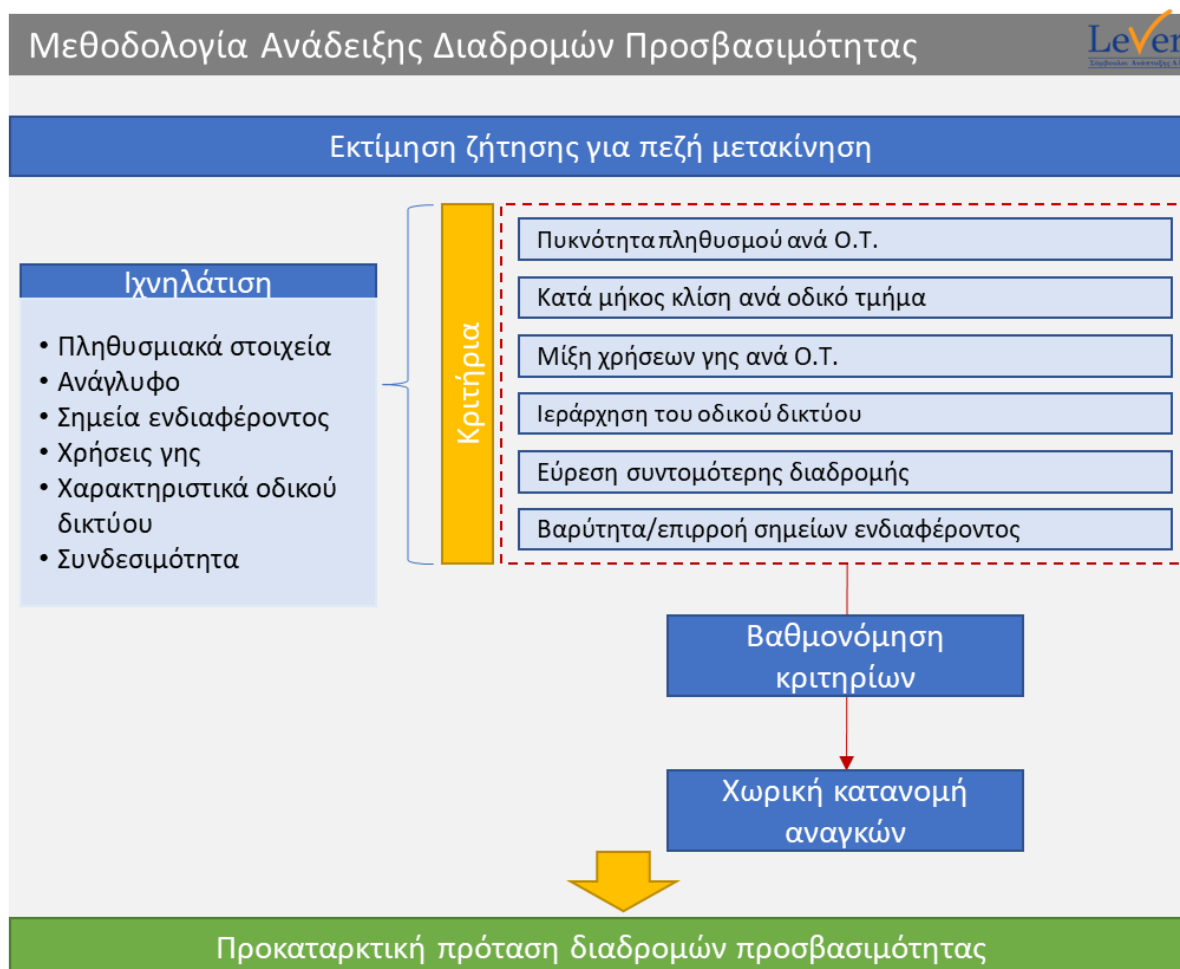 Μεθοδολογία Ανάδειξης Διαδρομών Προσβασιμότητας
LeVer
Σύμβουλοι Ανάπτυξης Α.Ε
Εκτίμηση ζήτησης για πεζή μετακίνηση
Ιχνηλάτιση
• Πληθυσμιακά στοιχεία
• Ανάγλυφο
• Σημεία ενδιαφέροντος
• Χρήσεις γης
• Χαρακτηριστικά οδικού
δικτύου
• Συνδεσιμότητα
Κριτήρια
Πυκνότητα πληθυσμού ανά Ο.Τ.
Κατά μήκος κλίση ανά οδικό τμήμα
Μίξη χρήσεων γης ανά Ο.Τ.
Ιεράρχηση του οδικού δικτύου
Εύρεση συντομότερης διαδρομής
Βαρύτητα/επιρροή σημείων ενδιαφέροντος
Βαθμονόμηση
κριτηρίων
Χωρική κατανομή
αναγκών
Προκαταρκτική πρόταση διαδρομών προσβασιμότητας